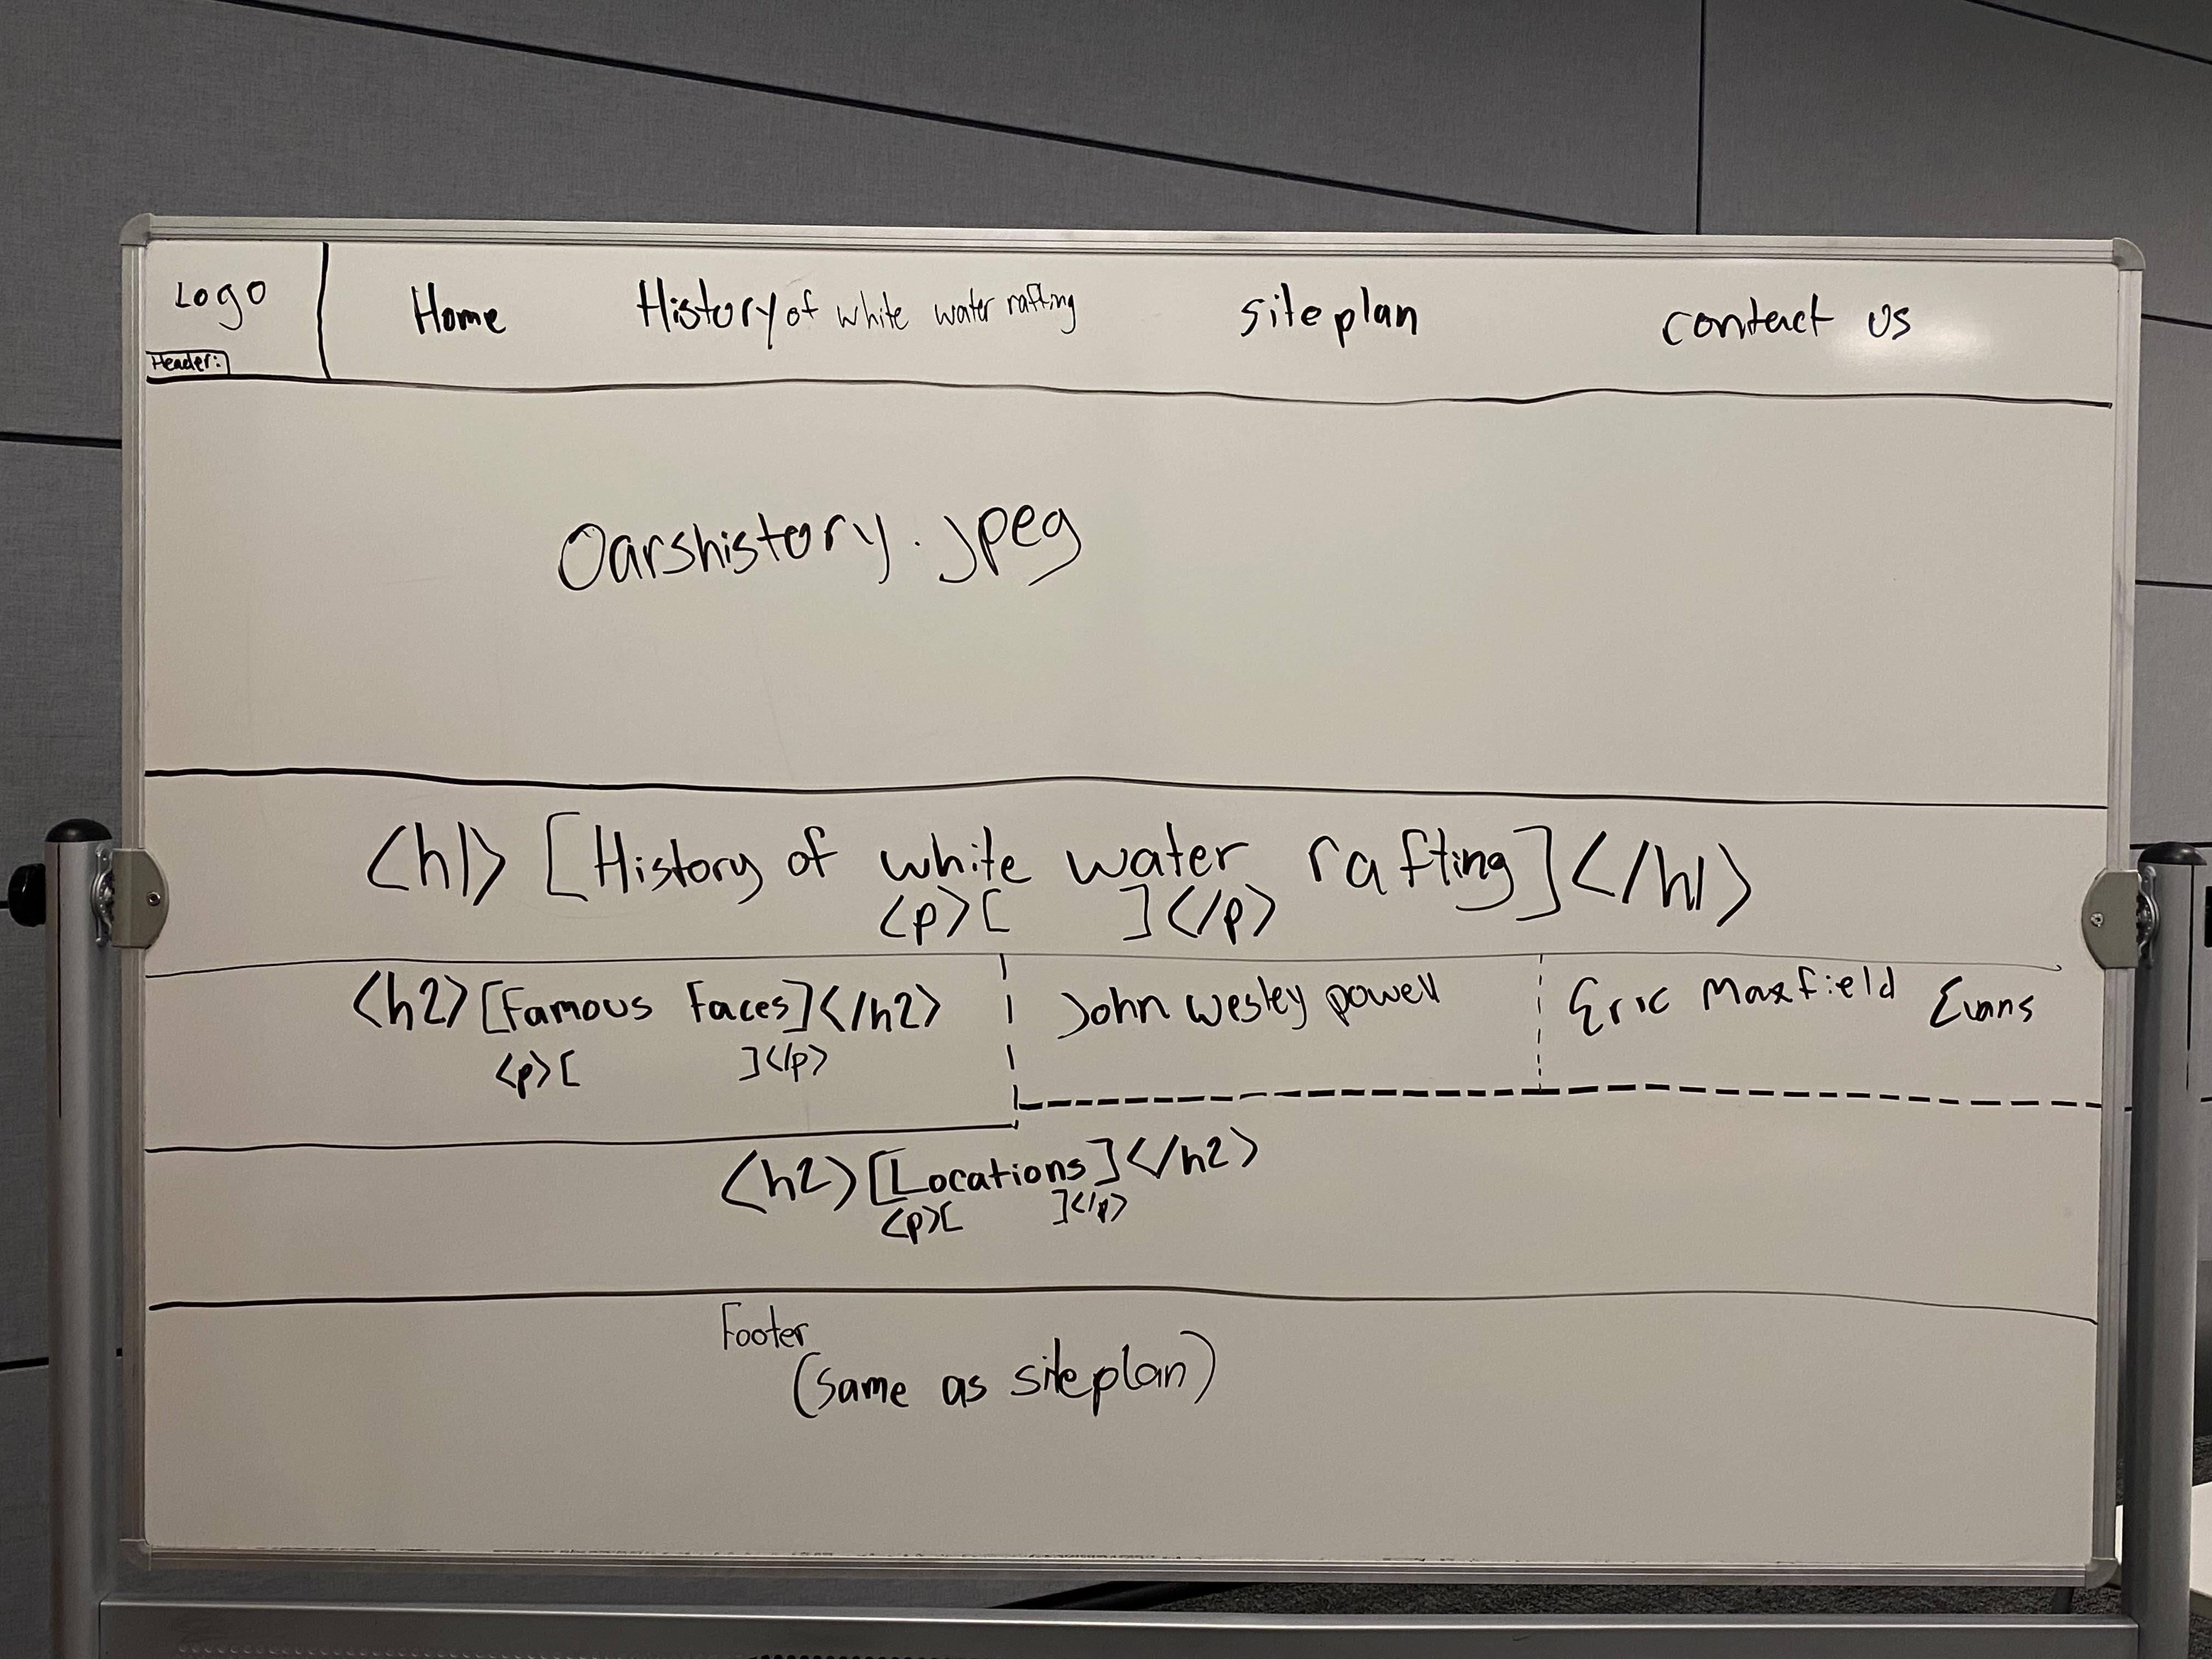 Logo
Header:
Home
History of white water rafting
siteplan
contact us
Oarshistory.jpeg
<h1> [History of white water rafting] </h1>
<p>[ ]</p>
<h2>[Famous Faces]</h2>
<p>[ ]</p>
John Wesley powell
Eric Maxfield Evans
<h2>[Locations]</h2>
<p>[ ]</p>
Footer
(same as siteplan)